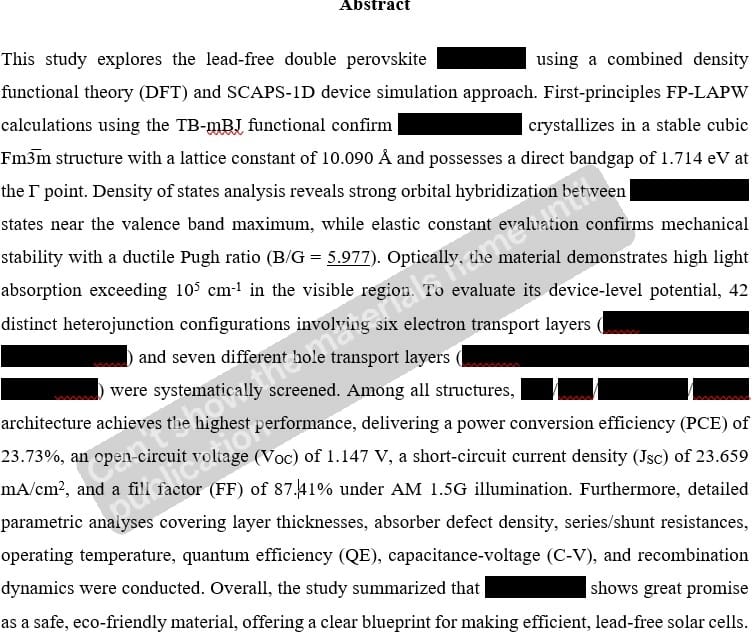 Abstract
This study explores the lead-free double perovskite using a combined density
functional theory (DFT) and SCAPS-1D device simulation approach. First-principles FP-LAPW
calculations using the TB-mBJ functional confirm crystallizes in a stable cubic
Fm3̅m structure with a lattice constant of 10.090 Å and possesses a direct bandgap of 1.714 eV at
the Γ point. Density of states analysis reveals strong orbital hybridization between
states near the valence band maximum, while elastic constant evaluation confirms mechanical
stability with a ductile Pugh ratio (B/G = 5.977). Optically, the material demonstrates high light
absorption exceeding 10⁵ cm⁻¹ in the visible region. To evaluate its device-level potential, 42
distinct heterojunction configurations involving six electron transport layers (
) and seven different hole transport layers (
) were systematically screened. Among all structures, / / /
architecture achieves the highest performance, delivering a power conversion efficiency (PCE) of
23.73%, an open-circuit voltage (VOC) of 1.147 V, a short-circuit current density (JSC) of 23.659
mA/cm², and a fill factor (FF) of 87.41% under AM 1.5G illumination. Furthermore, detailed
parametric analyses covering layer thicknesses, absorber defect density, series/shunt resistances,
operating temperature, quantum efficiency (QE), capacitance-voltage (C-V), and recombination
dynamics were conducted. Overall, the study summarized that shows great promise
as a safe, eco-friendly material, offering a clear blueprint for making efficient, lead-free solar cells.
Can't show the materials name until
publication